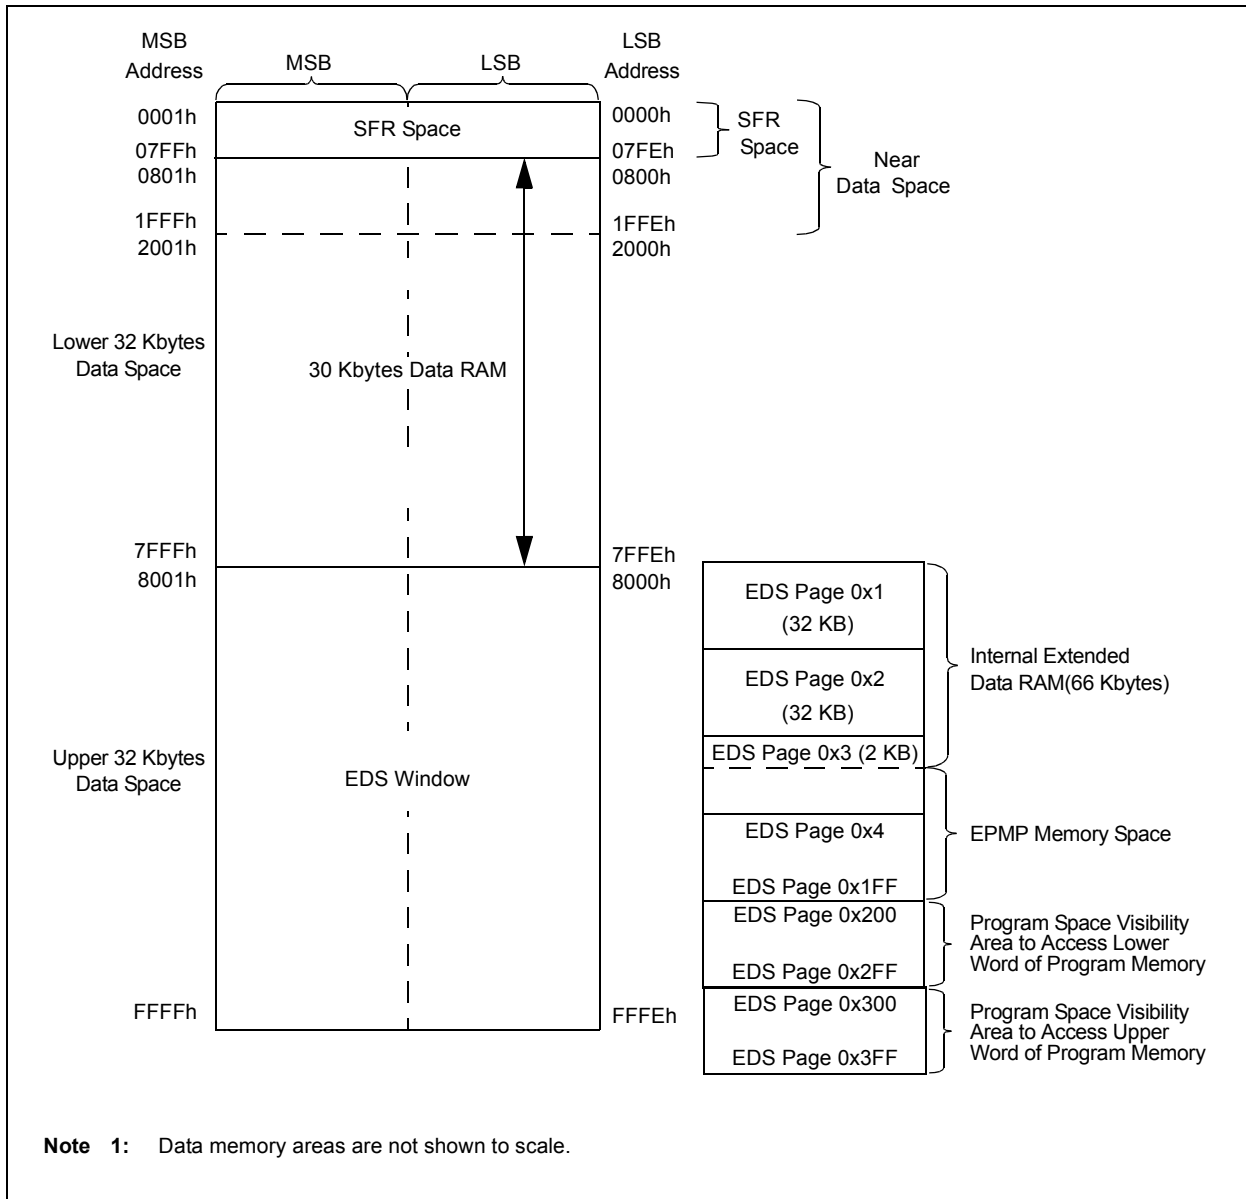 MSB
Address
MSB
LSB
LSB
Address
0001h
07FFh
0801h
1FFFh
2001h
SFR Space
0000h
07FEh
0800h
1FFEh
2000h
SFR
Space
Near
Data Space
Lower 32 Kbytes
Data Space
30 Kbytes Data RAM
7FFFh
8001h
7FFEh
8000h
Upper 32 Kbytes
Data Space
EDS Window
FFFFh
FFFEh
EDS Page 0x1
(32 KB)
EDS Page 0x2
(32 KB)
EDS Page 0x3 (2 KB)
EDS Page 0x4
EDS Page 0x1FF
EDS Page 0x200
EDS Page 0x2FF
EDS Page 0x300
EDS Page 0x3FF
Internal Extended
Data RAM(66 Kbytes)
EPMP Memory Space
Program Space Visibility
Area to Access Lower
Word of Program Memory
Program Space Visibility
Area to Access Upper
Word of Program Memory
Note 1: Data memory areas are not shown to scale.